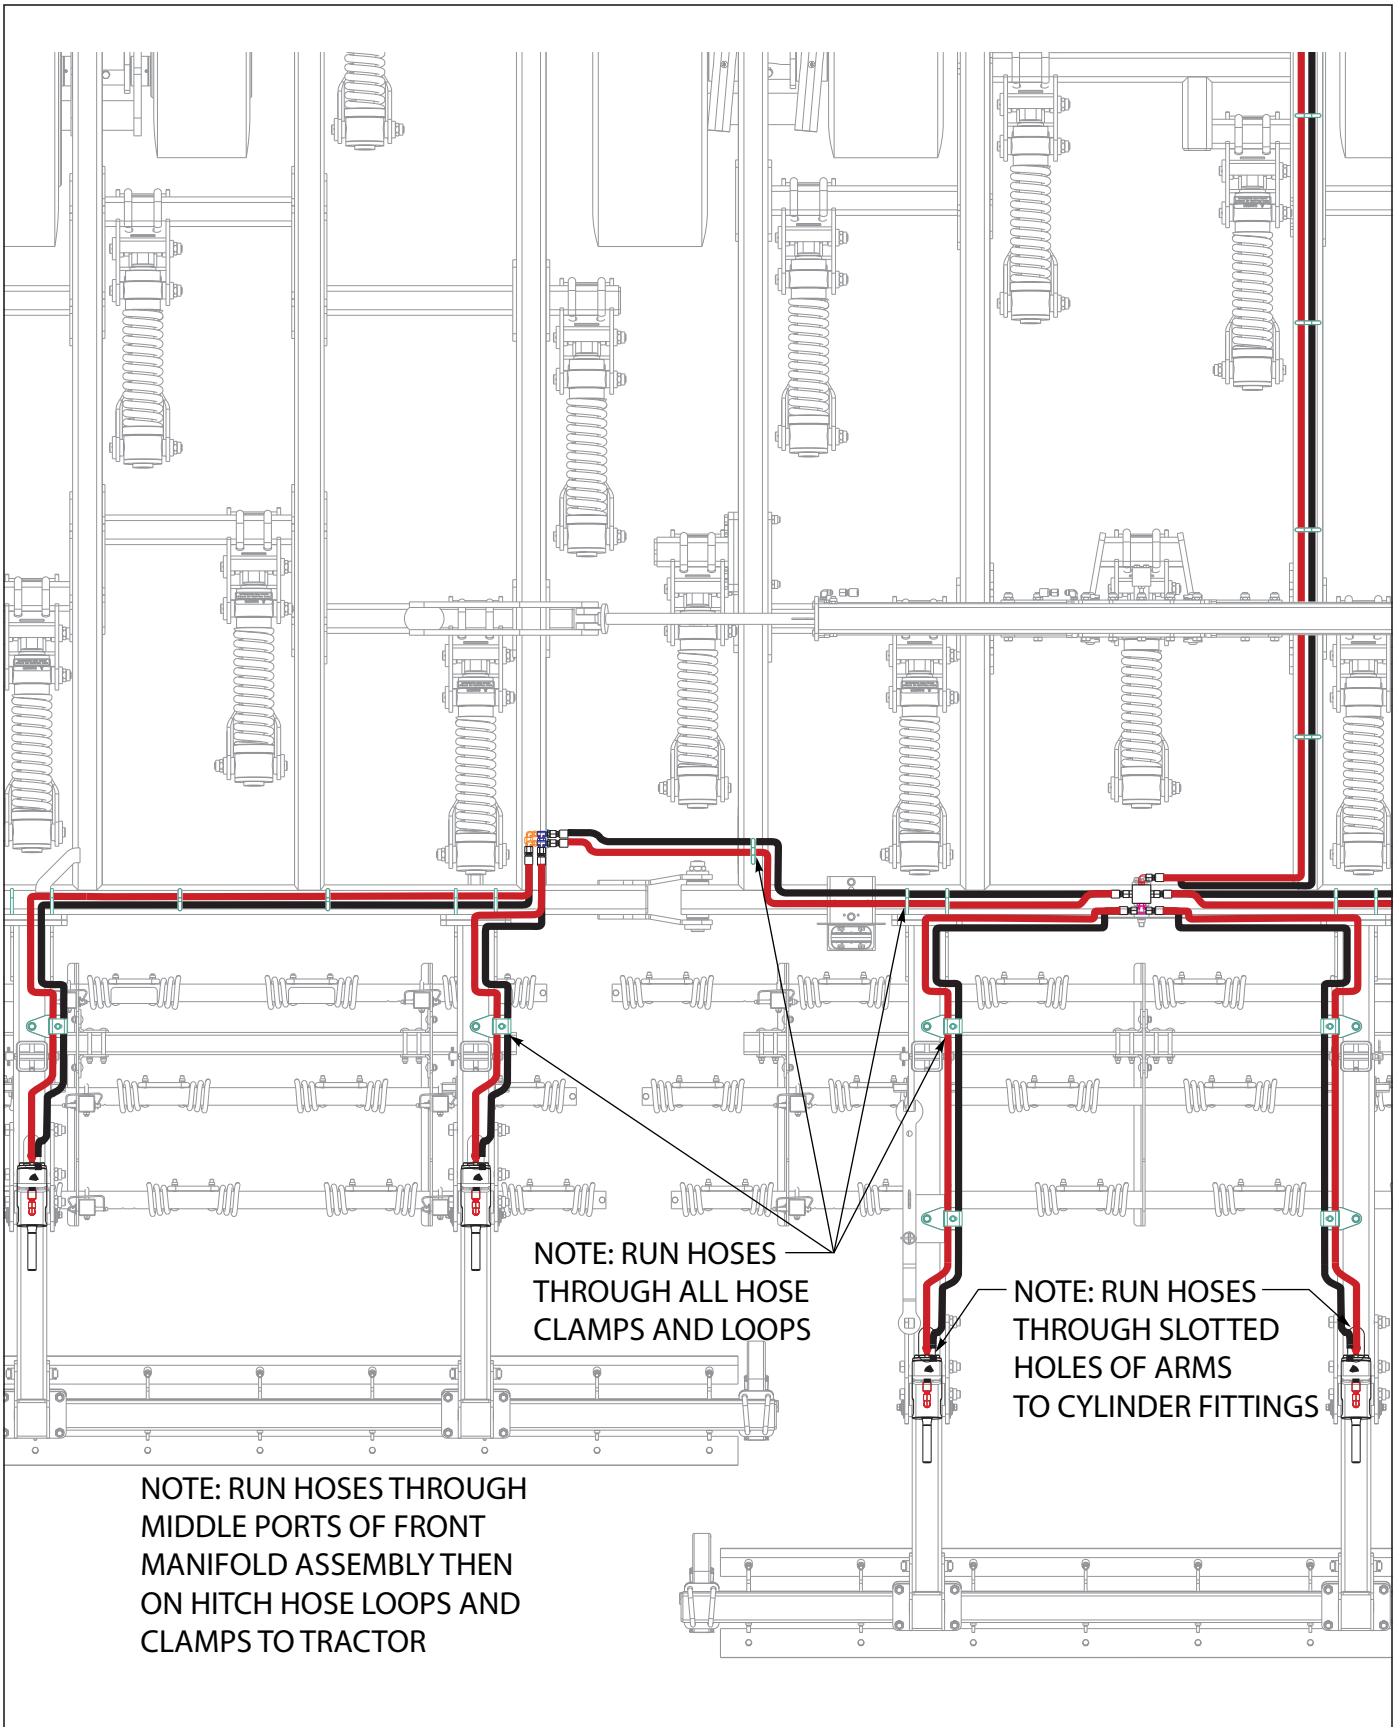 NOTE: RUN HOSES
THROUGH ALL HOSE
CLAMPS AND LOOPS
NOTE: RUN HOSES
THROUGH SLOTTED
HOLES OF ARMS
TO CYLINDER FITTINGS
NOTE: RUN HOSES THROUGH
MIDDLE PORTS OF FRONT
MANIFOLD ASSEMBLY THEN
ON HITCH HOSE LOOPS AND
CLAMPS TO TRACTOR